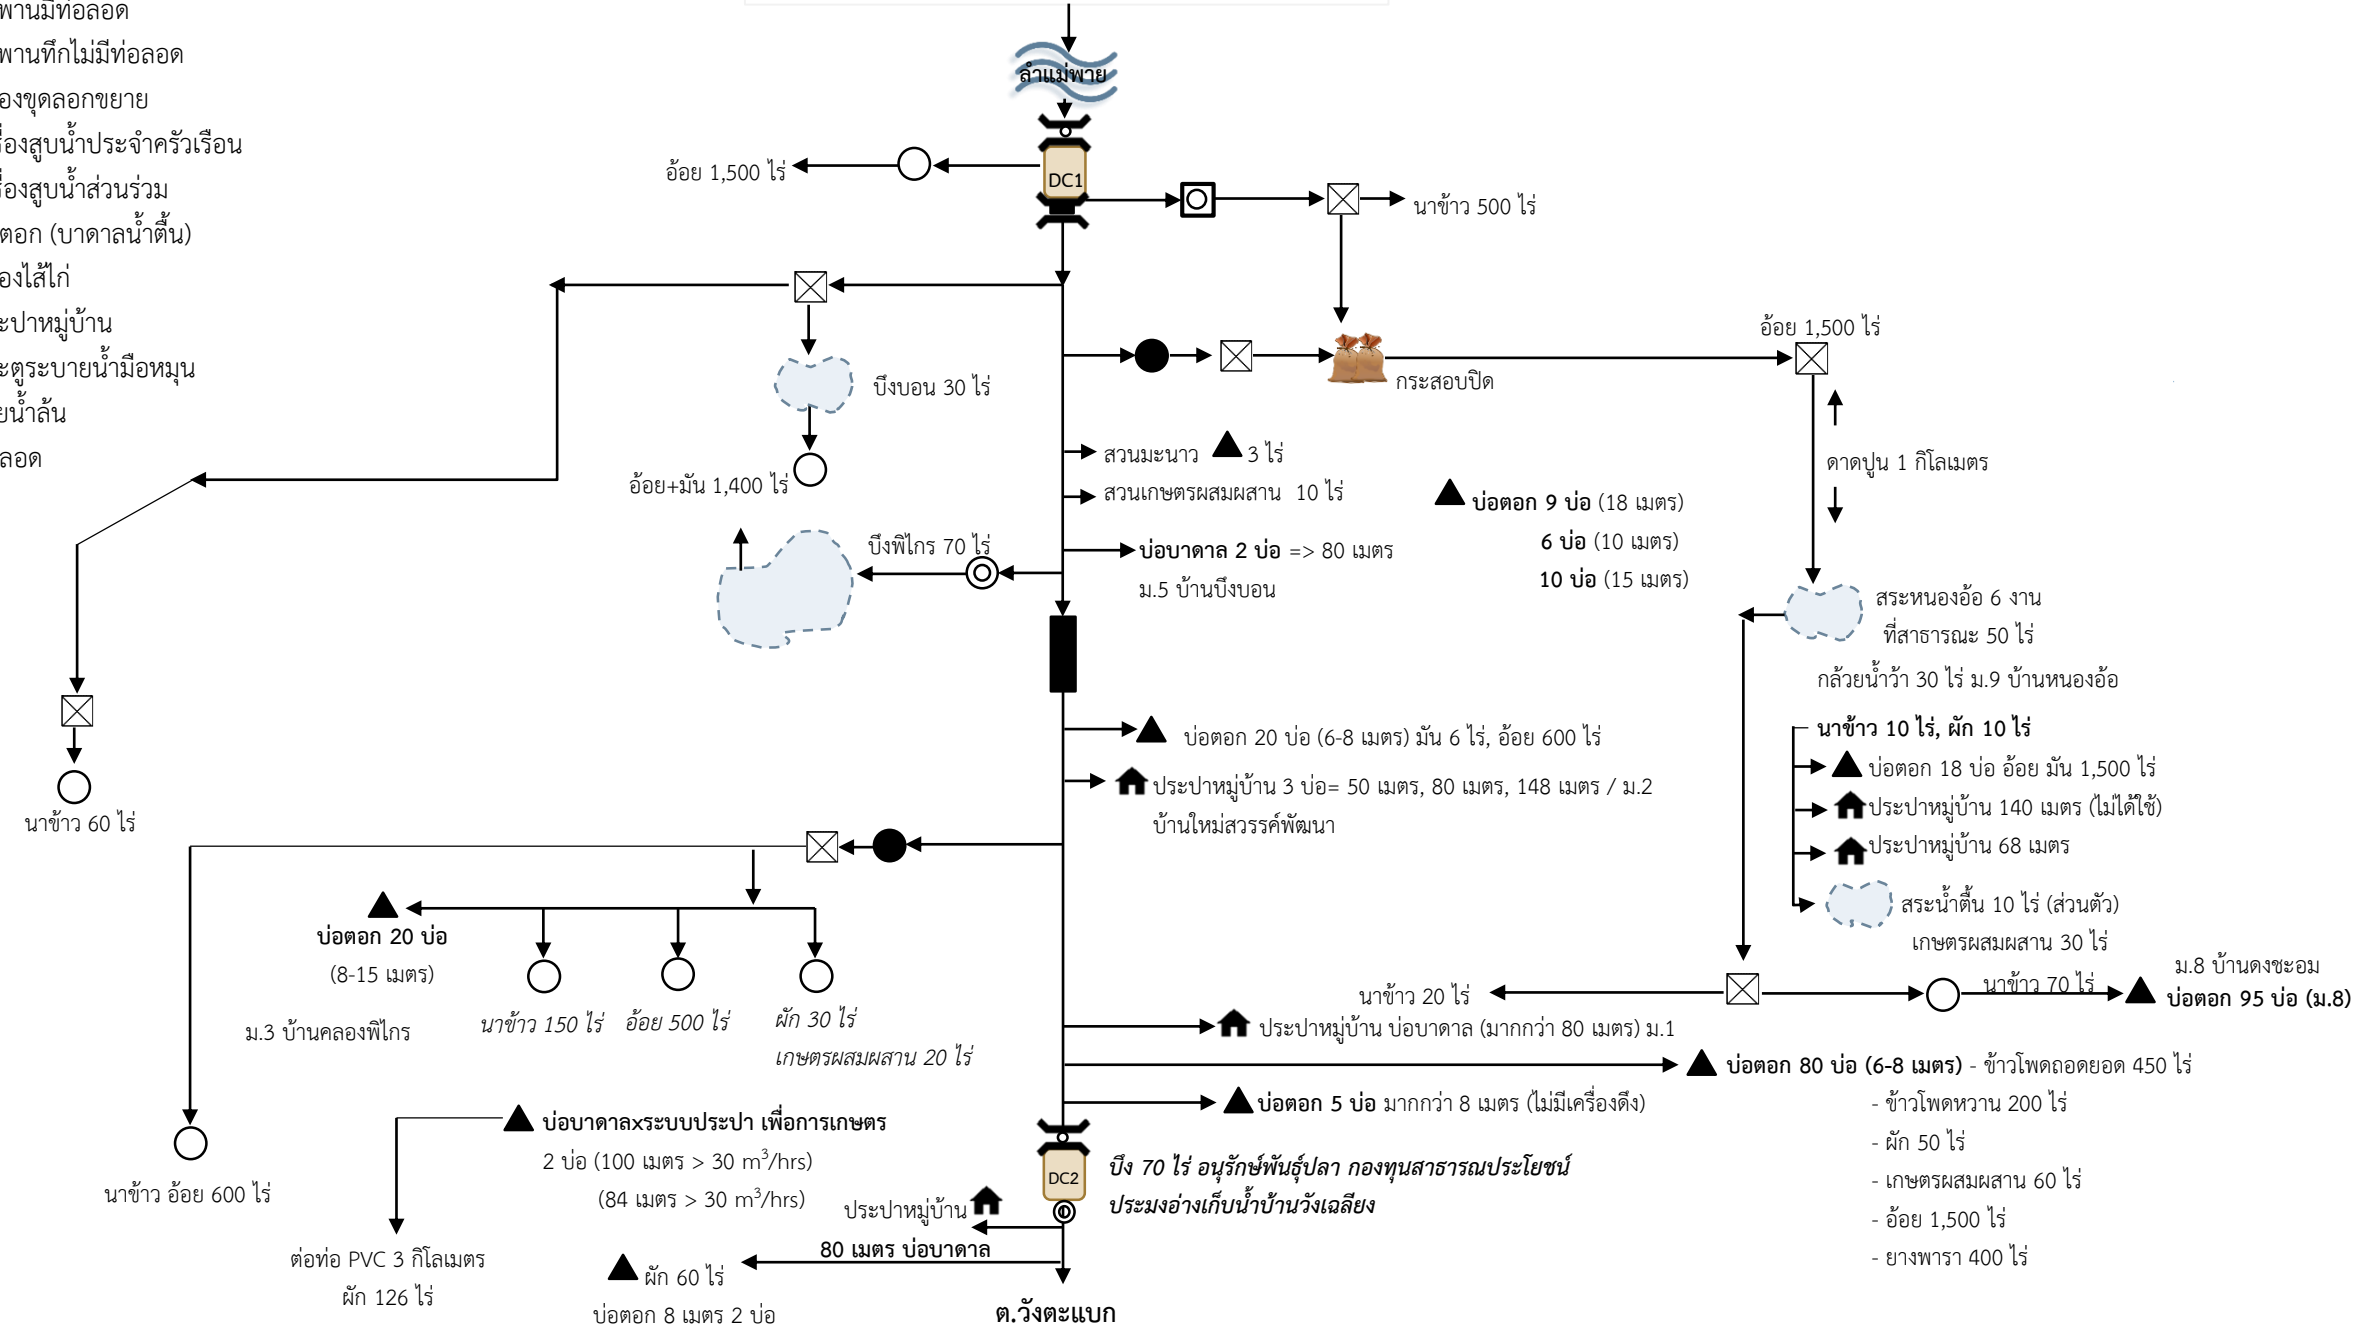 พานมีท่อลอด
พานทึกไม่มีท่อลอด
องขุดลอกขยาย
องสูบน้ำประจำครัวเรือน
องสูบน้ำส่วนร่วม
ตอก (บาดาลน้ำตื้น)
องไส้ไก่
ะปาหมู่บ้าน
ะตูระบายน้ำมือหมุน
ยน้ำล้น
ลอด
ลำแม่พาย
DC1
อ้อย 1,500 ไร่
นาข้าว 500 ไร่
อ้อย 1,500 ไร่
กระสอบปิด
บึงบอน 30 ไร่
อ้อย+มัน 1,400 ไร่
สวนมะนาว 3 ไร่
สวนเกษตรผสมผสาน 10 ไร่
ดาดปูน 1 กิโลเมตร
บ่อตอก 9 บ่อ (18 เมตร)
6 บ่อ (10 เมตร)
10 บ่อ (15 เมตร)
บึงพิไกร 70 ไร่
บ่อบาดาล 2 บ่อ => 80 เมตร
ม.5 บ้านบึงบอน
สระหนองอ้อ 6 งาน
ที่สาธารณะ 50 ไร่
กล้วยน้ำว้า 30 ไร่ ม.9 บ้านหนองอ้อ
นาข้าว 10 ไร่, ผัก 10 ไร่
บ่อตอก 18 บ่อ อ้อย มัน 1,500 ไร่
ประปาหมู่บ้าน 140 เมตร (ไม่ได้ใช้)
ประปาหมู่บ้าน 68 เมตร
สระน้ำตื้น 10 ไร่ (ส่วนตัว)
เกษตรผสมผสาน 30 ไร่
บ่อตอก 20 บ่อ (6-8 เมตร) มัน 6 ไร่, อ้อย 600 ไร่
ประปาหมู่บ้าน 3 บ่อ= 50 เมตร, 80 เมตร, 148 เมตร / ม.2
บ้านใหม่สวรรค์พัฒนา
นาข้าว 60 ไร่
บ่อตอก 20 บ่อ
(8-15 เมตร)
ม.3 บ้านคลองพิไกร
นาข้าว 150 ไร่
อ้อย 500 ไร่
ผัก 30 ไร่
เกษตรผสมผสาน 20 ไร่
นาข้าว 20 ไร่
นาข้าว 70 ไร่
ม.8 บ้านดงชะอม
บ่อตอก 95 บ่อ (ม.8)
ประปาหมู่บ้าน บ่อบาดาล (มากกว่า 80 เมตร) ม.1
บ่อตอก 80 บ่อ (6-8 เมตร) - ข้าวโพดถอดยอด 450 ไร่
- ข้าวโพดหวาน 200 ไร่
- ผัก 50 ไร่
- เกษตรผสมผสาน 60 ไร่
- อ้อย 1,500 ไร่
- ยางพารา 400 ไร่
บ่อตอก 5 บ่อ มากกว่า 8 เมตร (ไม่มีเครื่องดึง)
นาข้าว อ้อย 600 ไร่
บ่อบาดาลxระบบประปา เพื่อการเกษตร
2 บ่อ (100 เมตร > 30 m³/hrs)
(84 เมตร > 30 m³/hrs)
ต่อท่อ PVC 3 กิโลเมตร
ผัก 126 ไร่
DC2
บึง 70 ไร่ อนุรักษ์พันธุ์ปลา กองทุนสาธารณประโยชน์
ประมงอ่างเก็บน้ำบ้านวังเฉลียง
ประปาหมู่บ้าน
80 เมตร บ่อบาดาล
ผัก 60 ไร่
บ่อตอก 8 เมตร 2 บ่อ
ต.วังตะแบก